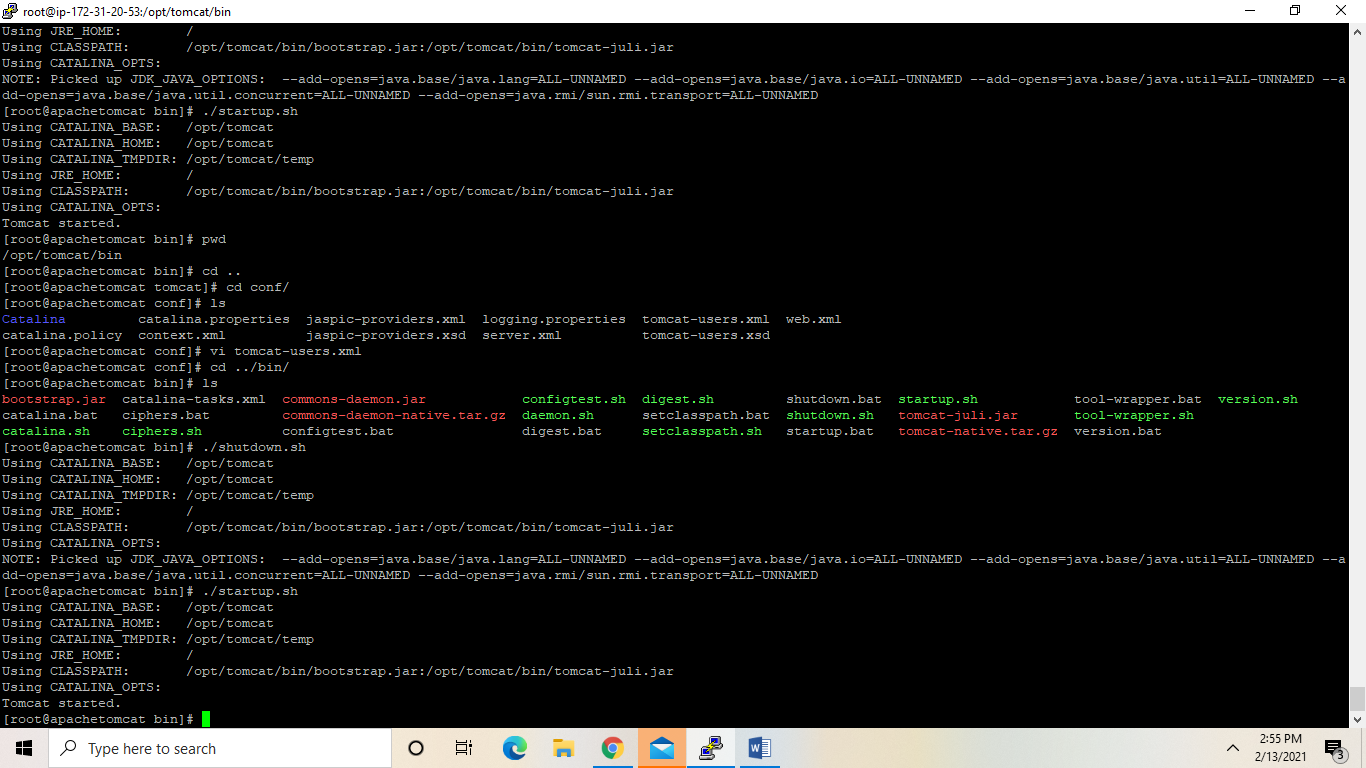 root@ip-172-31-20-53:/opt/tomcat/bin
Using JRE_HOME:        /
Using CLASSPATH:       /opt/tomcat/bin/bootstrap.jar:/opt/tomcat/bin/tomcat-juli.jar
Using CATALINA_OPTS:
NOTE: Picked up JDK_JAVA_OPTIONS:  --add-opens=java.base/java.lang=ALL-UNNAMED --add-opens=java.base/java.io=ALL-UNNAMED --add-opens=java.base/java.util=ALL-UNNAMED --a
dd-opens=java.base/java.util.concurrent=ALL-UNNAMED --add-opens=java.rmi/sun.rmi.transport=ALL-UNNAMED
[root@apachetomcat bin]# ./startup.sh
Using CATALINA_BASE:   /opt/tomcat
Using CATALINA_HOME:   /opt/tomcat
Using CATALINA_TMPDIR: /opt/tomcat/temp
Using JRE_HOME:        /
Using CLASSPATH:       /opt/tomcat/bin/bootstrap.jar:/opt/tomcat/bin/tomcat-juli.jar
Using CATALINA_OPTS:
Tomcat started.
[root@apachetomcat bin]# pwd
/opt/tomcat/bin
[root@apachetomcat bin]# cd ..
[root@apachetomcat tomcat]# cd conf/
[root@apachetomcat conf]# ls
Catalina         catalina.properties  jaspic-providers.xml  logging.properties  tomcat-users.xml  web.xml
catalina.policy  context.xml          jaspic-providers.xsd  server.xml          tomcat-users.xsd
[root@apachetomcat conf]# vi tomcat-users.xml
[root@apachetomcat conf]# cd ../bin/
[root@apachetomcat bin]# ls
bootstrap.jar  catalina-tasks.xml  commons-daemon.jar            configtest.sh  digest.sh         shutdown.bat  startup.sh           tool-wrapper.bat  version.sh
catalina.bat   ciphers.bat         commons-daemon-native.tar.gz  daemon.sh      setclasspath.bat  shutdown.sh   tomcat-juli.jar      tool-wrapper.sh
catalina.sh    ciphers.sh          configtest.bat                digest.bat     setclasspath.sh   startup.bat   tomcat-native.tar.gz  version.bat
[root@apachetomcat bin]# ./shutdown.sh
Using CATALINA_BASE:   /opt/tomcat
Using CATALINA_HOME:   /opt/tomcat
Using CATALINA_TMPDIR: /opt/tomcat/temp
Using JRE_HOME:        /
Using CLASSPATH:       /opt/tomcat/bin/bootstrap.jar:/opt/tomcat/bin/tomcat-juli.jar
Using CATALINA_OPTS:
NOTE: Picked up JDK_JAVA_OPTIONS:  --add-opens=java.base/java.lang=ALL-UNNAMED --add-opens=java.base/java.io=ALL-UNNAMED --add-opens=java.base/java.util=ALL-UNNAMED --a
dd-opens=java.base/java.util.concurrent=ALL-UNNAMED --add-opens=java.rmi/sun.rmi.transport=ALL-UNNAMED
[root@apachetomcat bin]# ./startup.sh
Using CATALINA_BASE:   /opt/tomcat
Using CATALINA_HOME:   /opt/tomcat
Using CATALINA_TMPDIR: /opt/tomcat/temp
Using JRE_HOME:        /
Using CLASSPATH:       /opt/tomcat/bin/bootstrap.jar:/opt/tomcat/bin/tomcat-juli.jar
Using CATALINA_OPTS:
Tomcat started.
[root@apachetomcat bin]#
Type here to search
2:55 PM
2/13/2021
3